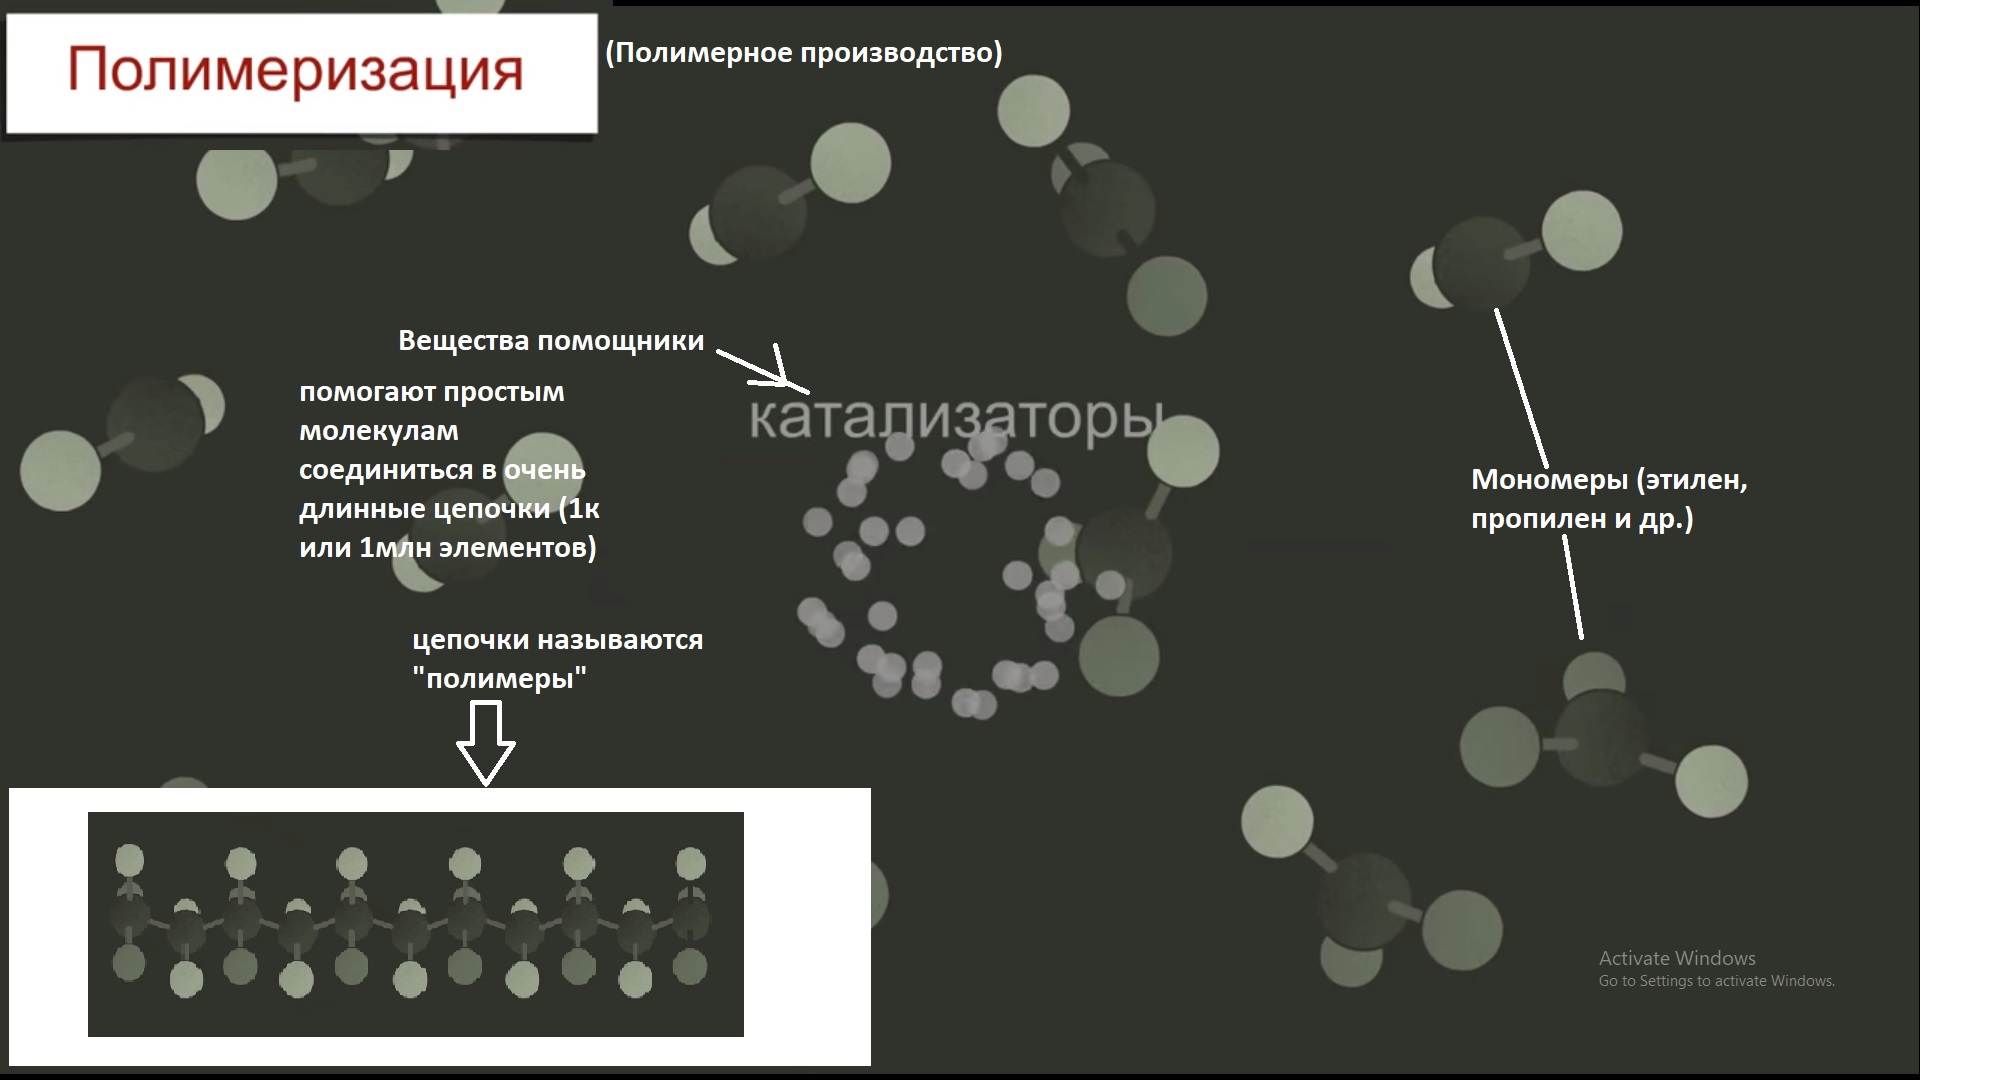 Полимеризация
(Полимерное производство)
Вещества помощники
помогают простым
молекулам
соединиться в очень
длинные цепочки (1к
или 1млн элементов)
катализаторы
Мономеры (этилен,
пропилен и др.)
цепочки называются
"полимеры"
Activate Windows
Go to Settings to activate Windows.